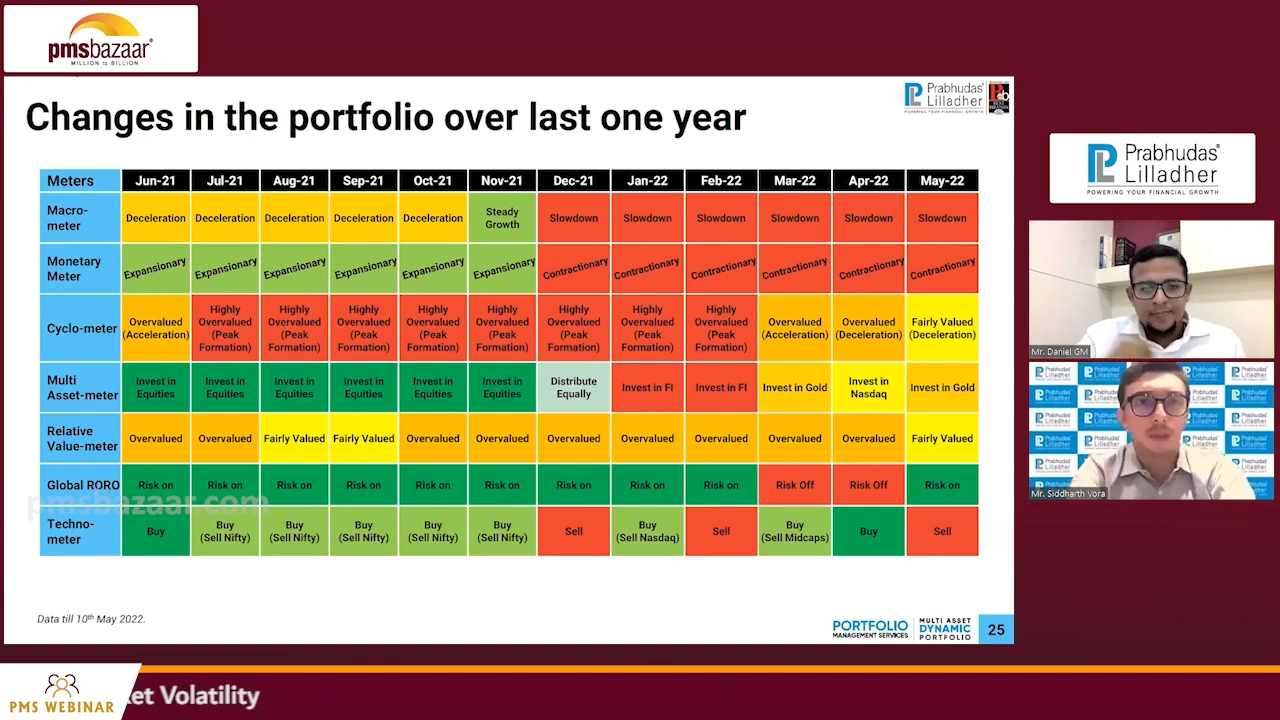 pmsbazaar
MILLION to BILLION
Changes in the portfolio over last one year
Prabhudas
Lilladher
POWERING YOUR FINANCIAL GROWTH
Meters Jun-21 Jul-21 Aug-21 Sep-21 Oct-21 Nov-21 Dec-21 Jan-22 Feb-22 Mar-22 Apr-22 May-22
Macro-meter Deceleration Deceleration Deceleration Deceleration Deceleration Steady Growth Slowdown Slowdown Slowdown Slowdown Slowdown Slowdown
Monetary Meter Expansionary Expansionary Expansionary Expansionary Expansionary Expansionary Contractionary Contractionary Contractionary Contractionary Contractionary Contractionary
Cyclo-meter Overvalued (Acceleration) Highly Overvalued (Peak Formation) Highly Overvalued (Peak Formation) Highly Overvalued (Peak Formation) Highly Overvalued (Peak Formation) Highly Overvalued (Peak Formation) Highly Overvalued (Peak Formation) Highly Overvalued (Peak Formation) Highly Overvalued (Peak Formation) Overvalued (Acceleration) Overvalued (Deceleration) Fairly Valued (Deceleration)
Multi Asset-meter Invest in Equities Invest in Equities Invest in Equities Invest in Equities Invest in Equities Invest in Equities Distribute Equally Invest in FI Invest in FI Invest in Gold Invest in Nasdaq Invest in Gold
Relative Value-meter Overvalued Overvalued Fairly Valued Fairly Valued Overvalued Overvalued Overvalued Overvalued Overvalued Overvalued Overvalued Fairly Valued
Global RORO Risk on Risk on Risk on Risk on Risk on Risk on Risk on Risk on Risk on Risk Off Risk Off Risk on
pmsbazaar.com
Techno-meter Buy Buy (Sell Nifty) Buy (Sell Nifty) Buy (Sell Nifty) Buy (Sell Nifty) Buy (Sell Nifty) Sell Buy (Sell Nasdaq) Sell Buy (Sell Midcaps) Buy Sell
Data till 10th May 2022.
PORTFOLIO
MANAGEMENT SERVICES
MULTI ASSET
DYNAMIC
PORTFOLIO
25
Prabhudas
Lilladher
POWERING YOUR FINANCIAL GROWTH
Mr. Daniel GM
Mr. Siddharth Vora
PMS WEBINAR
et Volatility